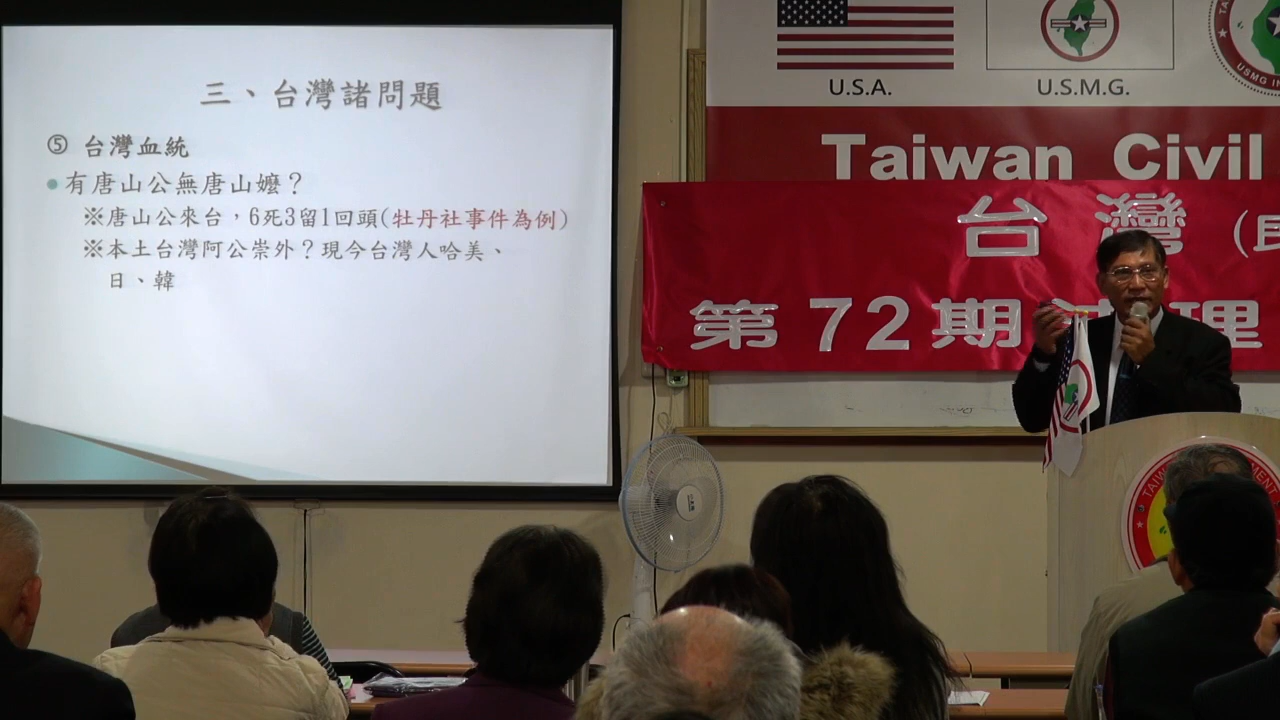 三、台灣諸問題
⑤ 台灣血統
●有唐山公無唐山嬤？
※唐山公來台，6死3留1回頭(牡丹社事件為例)
※本土台灣阿公崇外？現今台灣人哈美、
日、韓
U.S.A.
U.S.M.G.
Taiwan Civil
台灣(民
第72期法理